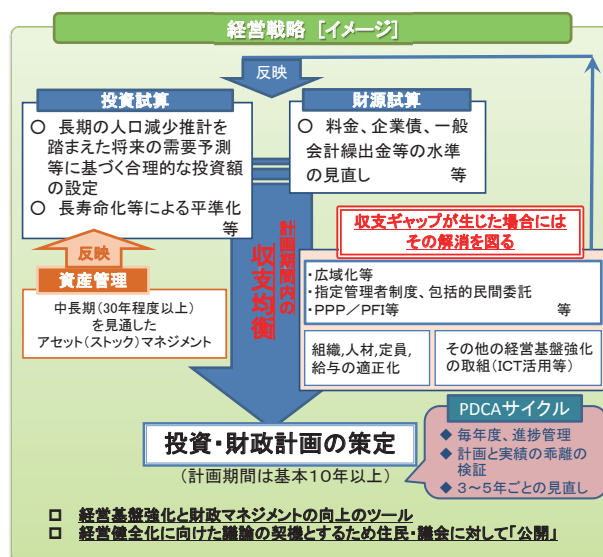 経営戦略 [イメージ]
反映
投資試算
○ 長期の人口減少推計を
踏まえた将来の需要予測
等に基づく合理的な投資額
の設定
○ 長寿命化等による平準化
等
財源試算
○ 料金、企業債、一般
会計繰出金等の水準
の見直し 等
反映
資産管理
中長期(30年程度以上)
を見通した
アセット(ストック)マネジメント
計画期間内の
収支均衡
収支ギャップが生じた場合には
その解消を図る
・広域化等
・指定管理者制度、包括的民間委託
・PPP/PFI等 等
組織,人材,定員,
給与の適正化
その他の経営基盤強化
の取組(ICT活用等)
投資・財政計画の策定
(計画期間は基本10年以上)
PDCAサイクル
◆ 毎年度、進捗管理
◆ 計画と実績の乖離の
検証
◆ 3~5年ごとの見直し
□ 経営基盤強化と財政マネジメントの向上のツール
□ 経営健全化に向けた議論の契機とするため住民・議会に対して「公開」